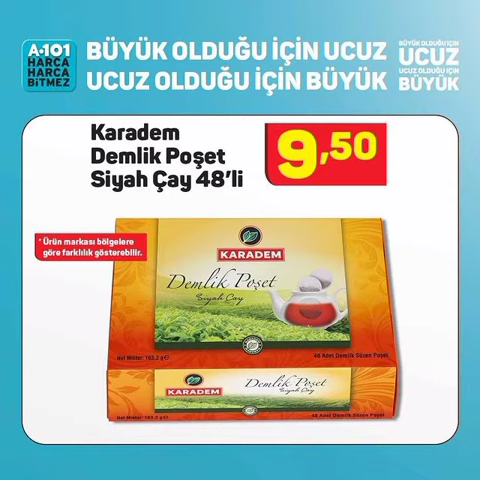 A-101
HARCA
HARCA
BİTMEZ
BÜYÜK OLDUĞU İÇİN UCUZ
UCUZ OLDUĞU İÇİN BÜYÜK
BÜYÜK OLDUĞU İÇİN
UCUZ
UCUZ OLDUĞU İÇİN
BÜYÜK
Karadem
Demlik Poşet
Siyah Çay 48'li
9,50
* Ürün markası bölgelere
göre farklılık gösterebilir.
KARADEM
Demlik Poşet
Siyah Çay
Net Miktar: 163,2 g℮
48 Adet Demlik Süzen Poşet
KARADEM
Demlik Poşet
Siyah Çay
Net Miktar: 163,2 g℮
48 Adet Demlik Süzen Poşet